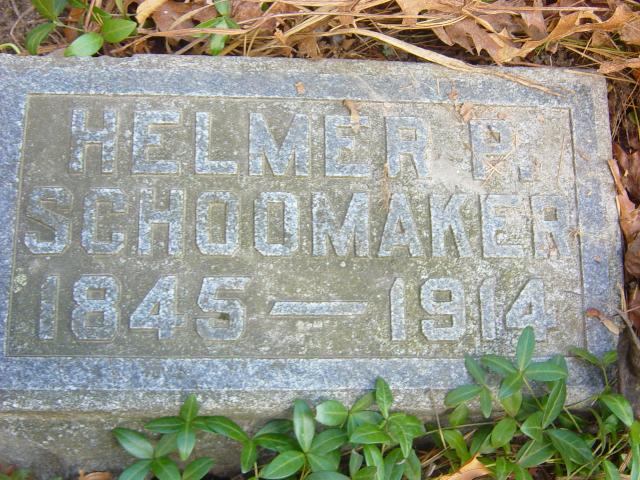 HELMER P.
SCHOOMAKER
1845 — 1914